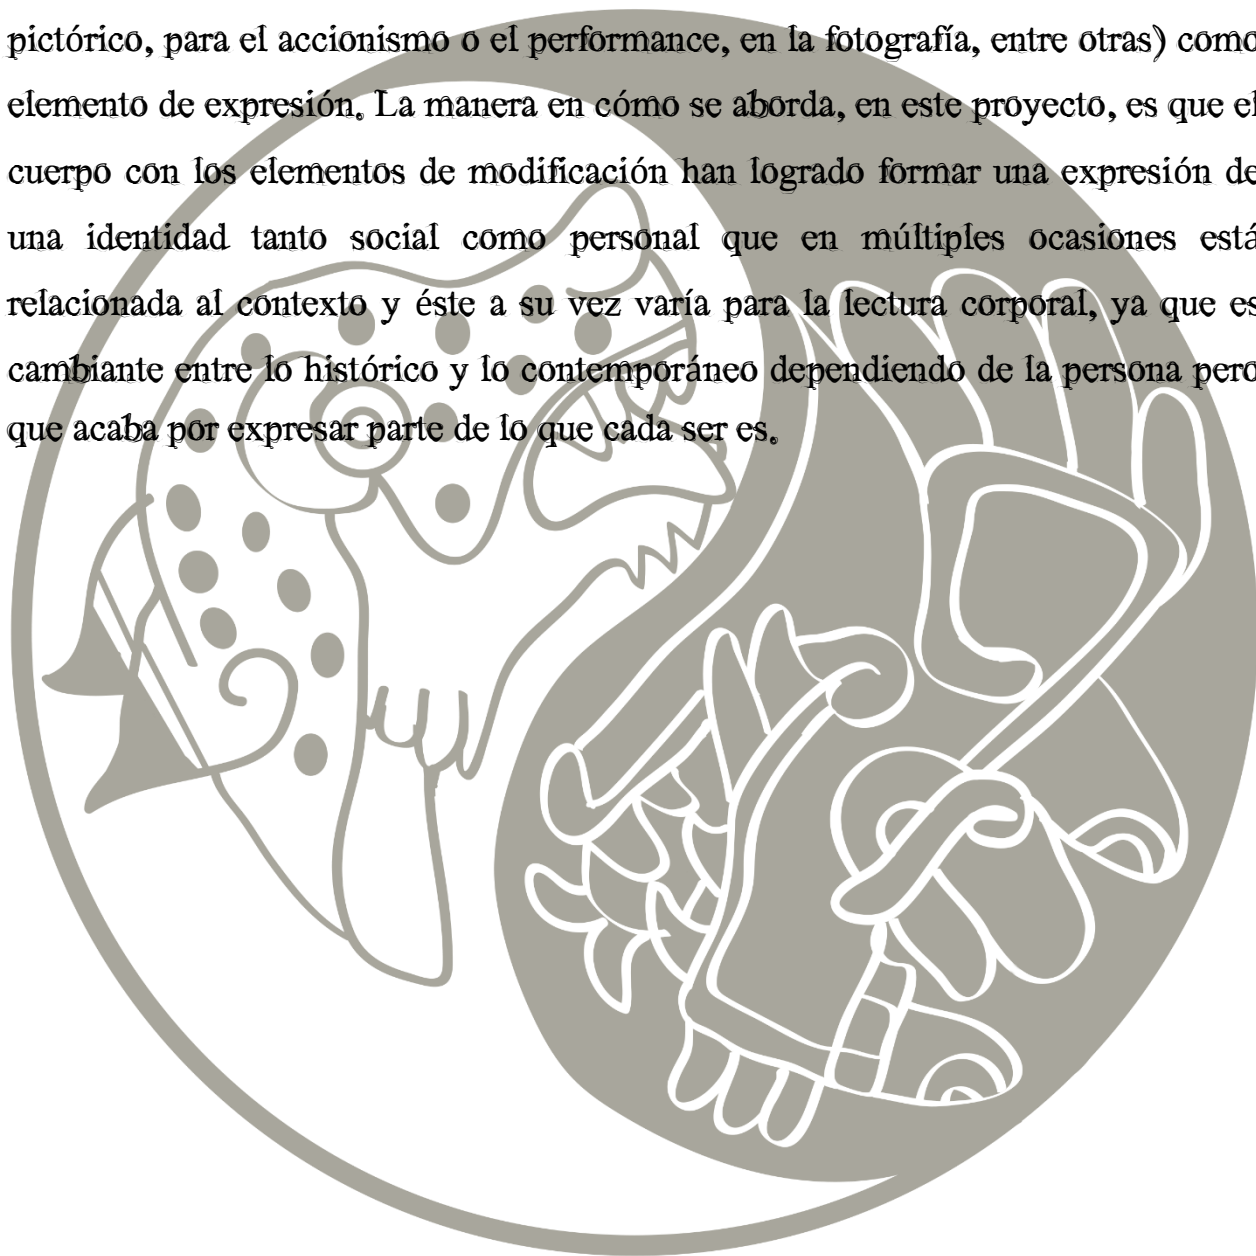 pictórico, para el accionismo o el performance, en la fotografía, entre otras) como
elemento de expresión. La manera en cómo se aborda, en este proyecto, es que el
cuerpo con los elementos de modificación han logrado formar una expresión de
una identidad tanto social como personal que en múltiples ocasiones está
relacionada al contexto y éste a su vez varía para la lectura corporal, ya que es
cambiante entre lo histórico y lo contemporáneo dependiendo de la persona pero
que acaba por expresar parte de lo que cada ser es.